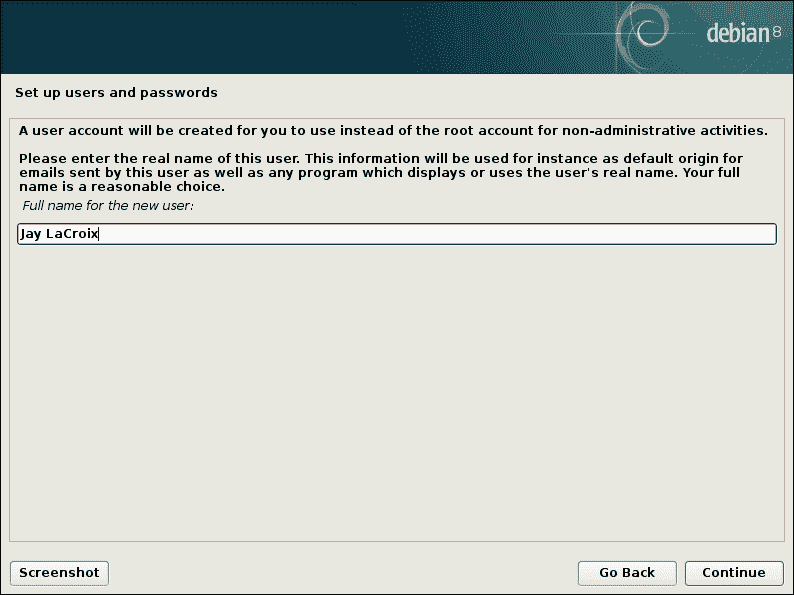 debian 8
Set up users and passwords
A user account will be created for you to use instead of the root account for non-administrative activities.
Please enter the real name of this user. This information will be used for instance as default origin for
emails sent by this user as well as any program which displays or uses the user's real name. Your full
name is a reasonable choice.
Full name for the new user:
Jay LaCroix
Screenshot
Go Back
Continue